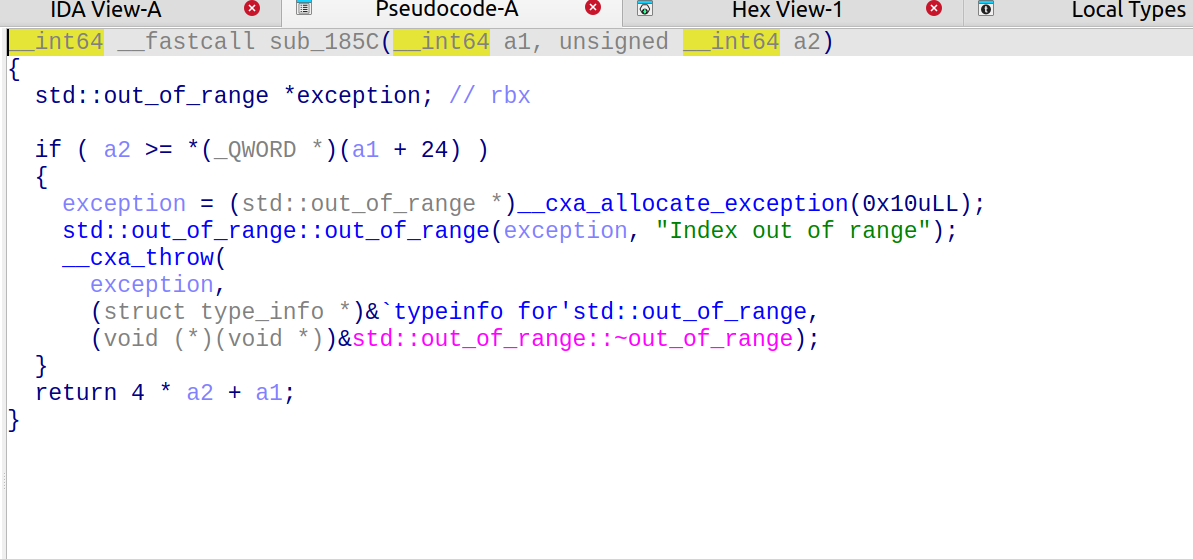 IDA View-A Pseudocode-A Hex View-1 Local Types
__int64 __fastcall sub_185C(__int64 a1, unsigned __int64 a2)
{
  std::out_of_range *exception; // rbx

  if ( a2 >= *(_QWORD *)(a1 + 24) )
  {
    exception = (std::out_of_range *)__cxa_allocate_exception(0x10uLL);
    std::out_of_range::out_of_range(exception, "Index out of range");
    __cxa_throw(
      exception,
      (struct type_info *)&`typeinfo for'std::out_of_range,
      (void (*)(void *))&std::out_of_range::~out_of_range);
  }
  return 4 * a2 + a1;
}